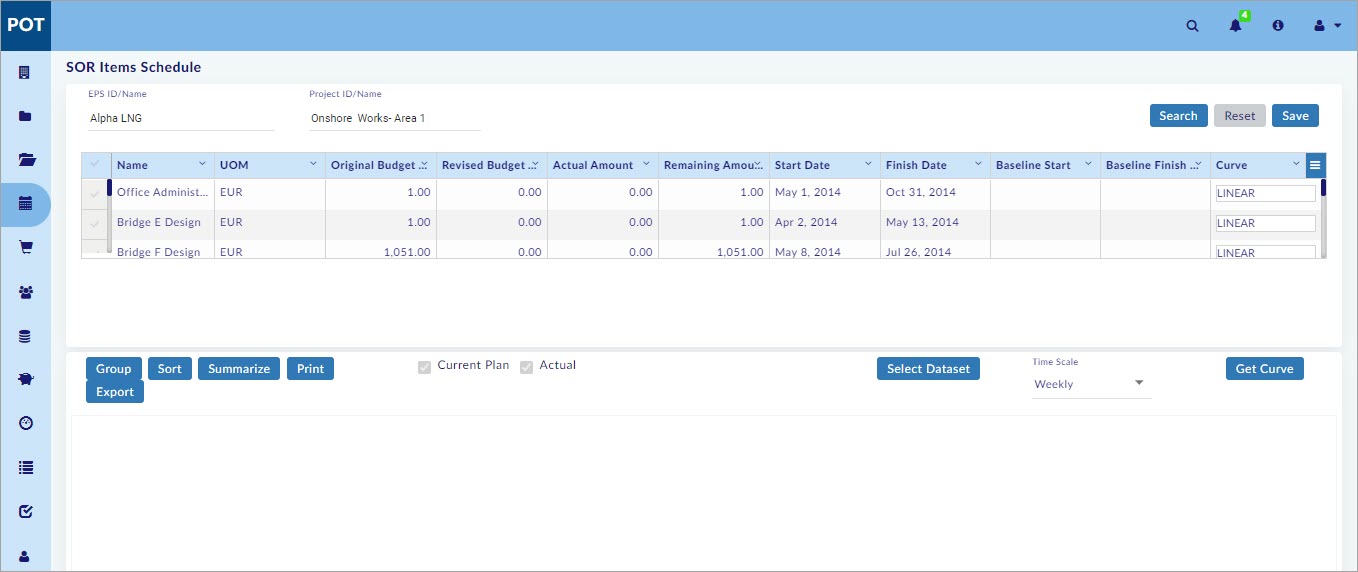 POT
4
SOR Items Schedule
EPS ID/Name Project ID/Name
Alpha LNG Onshore Works- Area 1
Search Reset Save
Name UOM Original Budget ... Revised Budget ... Actual Amount Remaining Amou... Start Date Finish Date Baseline Start Baseline Finish ... Curve
Office Administ... EUR 1.00 0.00 0.00 1.00 May 1, 2014 Oct 31, 2014 LINEAR
Bridge E Design EUR 1.00 0.00 0.00 1.00 Apr 2, 2014 May 13, 2014 LINEAR
Bridge F Design EUR 1,051.00 0.00 0.00 1,051.00 May 8, 2014 Jul 26, 2014 LINEAR
Group Sort Summarize Print Current Plan Actual Select Dataset Time Scale Get Curve
Export Weekly